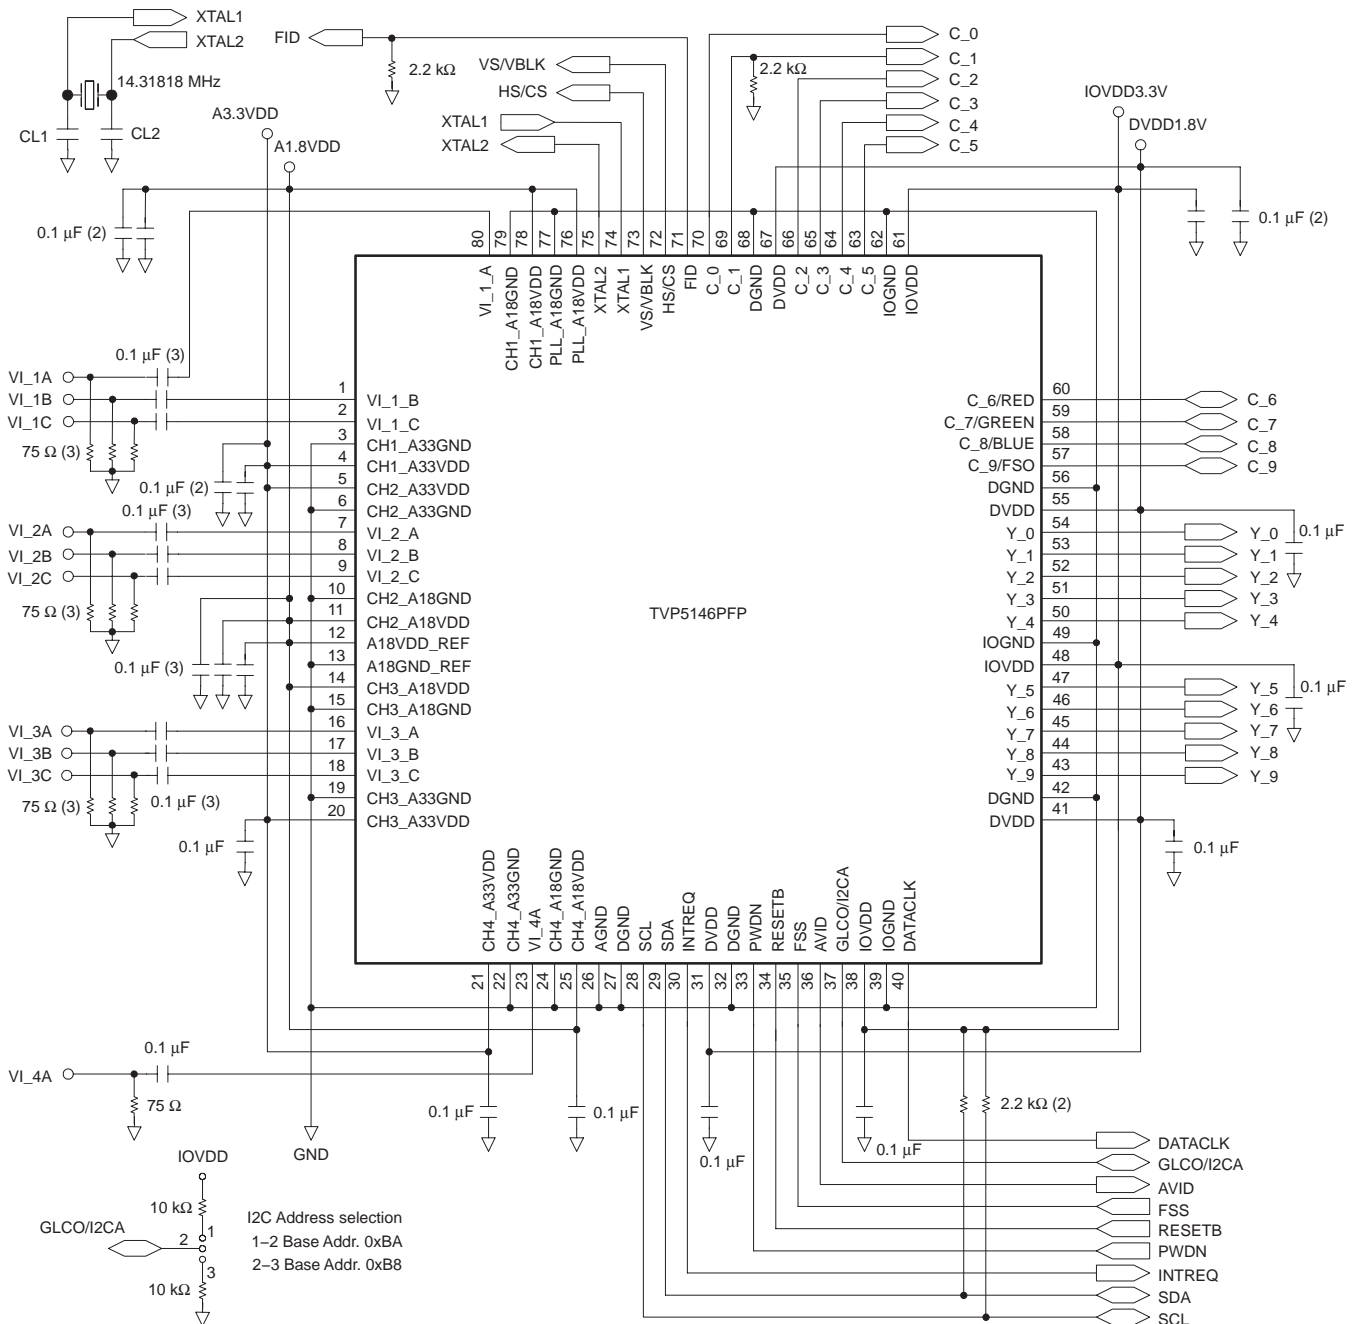 XTAL1
XTAL2
14.31818 MHz
CL1
CL2
FID
2.2 kΩ
VS/VBLK
HS/CS
XTAL1
XTAL2
2.2 kΩ
C_0
C_1
C_2
C_3
C_4
C_5
IOVDD3.3V
DVDD1.8V
A3.3VDD
A1.8VDD
0.1 µF (2)
0.1 µF (2)
80 79 78 77 76 75 74 73 72 71 70 69 68 67 66 65 64 63 62 61
VI_1_A
CH1_A18GND
CH1_A18VDD
PLL_A18GND
PLL_A18VDD
XTAL2
XTAL1
VS/VBLK
HS/CS
FID
C_0
C_1
DGND
DVDD
C_2
C_3
C_4
C_5
IOGND
IOVDD
0.1 µF (3)
VI_1A
VI_1B
VI_1C
75 Ω (3)
0.1 µF (2)
0.1 µF (3)
VI_2A
VI_2B
VI_2C
75 Ω (3)
0.1 µF (3)
VI_3A
VI_3B
VI_3C
75 Ω (3)
0.1 µF (3)
0.1 µF
1 VI_1_B
2 VI_1_C
3 CH1_A33GND
4 CH1_A33VDD
5 CH2_A33VDD
6 CH2_A33GND
7 VI_2_A
8 VI_2_B
9 VI_2_C
10 CH2_A18GND
11 CH2_A18VDD
12 A18VDD_REF
13 A18GND_REF
14 CH3_A18VDD
15 CH3_A18GND
16 VI_3_A
17 VI_3_B
18 VI_3_C
19 CH3_A33GND
20 CH3_A33VDD
TVP5146PFP
C_6/RED 60 C_6
C_7/GREEN 59 C_7
C_8/BLUE 58 C_8
C_9/FSO 57 C_9
DGND 56
DVDD 55
Y_0 54 Y_0
0.1 µF
Y_1 53 Y_1
Y_2 52 Y_2
Y_3 51 Y_3
Y_4 50 Y_4
IOGND 49
IOVDD 48
Y_5 47 Y_5
0.1 µF
Y_6 46 Y_6
Y_7 45 Y_7
Y_8 44 Y_8
Y_9 43 Y_9
DGND 42
DVDD 41
0.1 µF
CH4_A33VDD
CH4_A33GND
VI_4A
CH4_A18GND
CH4_A18VDD
AGND
DGND
SCL
SDA
INTREQ
DVDD
DGND
PWDN
RESETB
FSS
AVID
GLCO/I2CA
IOVDD
IOGND
DATACLK
21 22 23 24 25 26 27 28 29 30 31 32 33 34 35 36 37 38 39 40
VI_4A
0.1 µF
75 Ω
GND
0.1 µF
0.1 µF
0.1 µF
0.1 µF
2.2 kΩ (2)
DATACLK
GLCO/I2CA
AVID
FSS
RESETB
PWDN
INTREQ
SDA
SCL
IOVDD
10 kΩ
GLCO/I2CA
1
2
3
10 kΩ
I2C Address selection
1–2 Base Addr. 0xBA
2–3 Base Addr. 0xB8